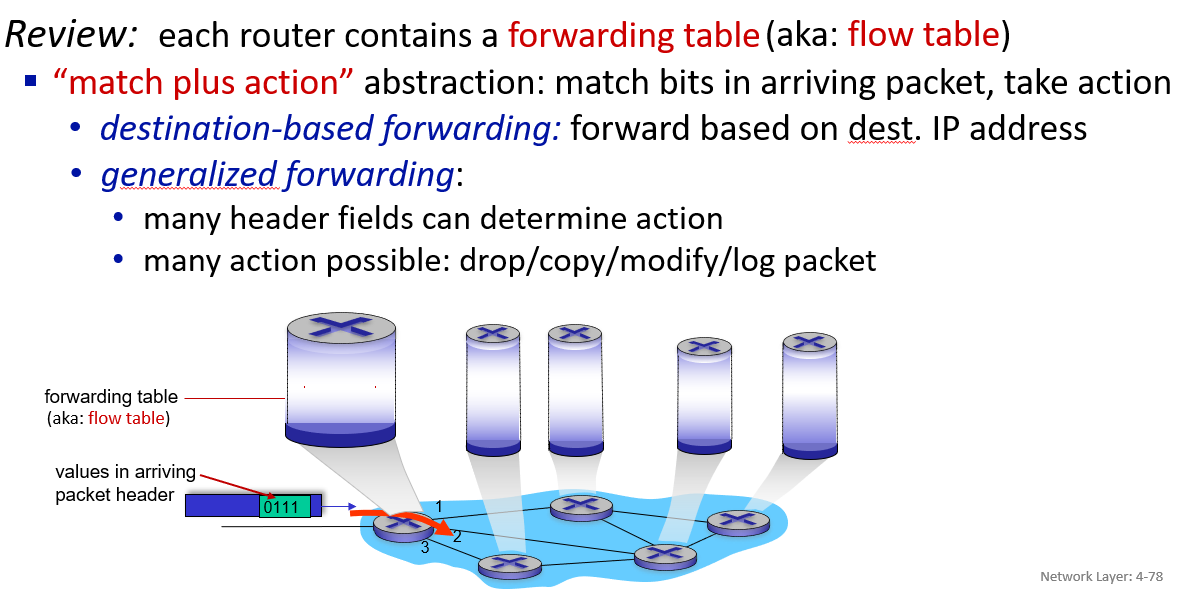 Review: each router contains a forwarding table (aka: flow table)
“match plus action” abstraction: match bits in arriving packet, take action
destination-based forwarding: forward based on dest. IP address
generalized forwarding:
many header fields can determine action
many action possible: drop/copy/modify/log packet
forwarding table
(aka: flow table)
values in arriving
packet header
0111
1
2
3
Network Layer: 4-78